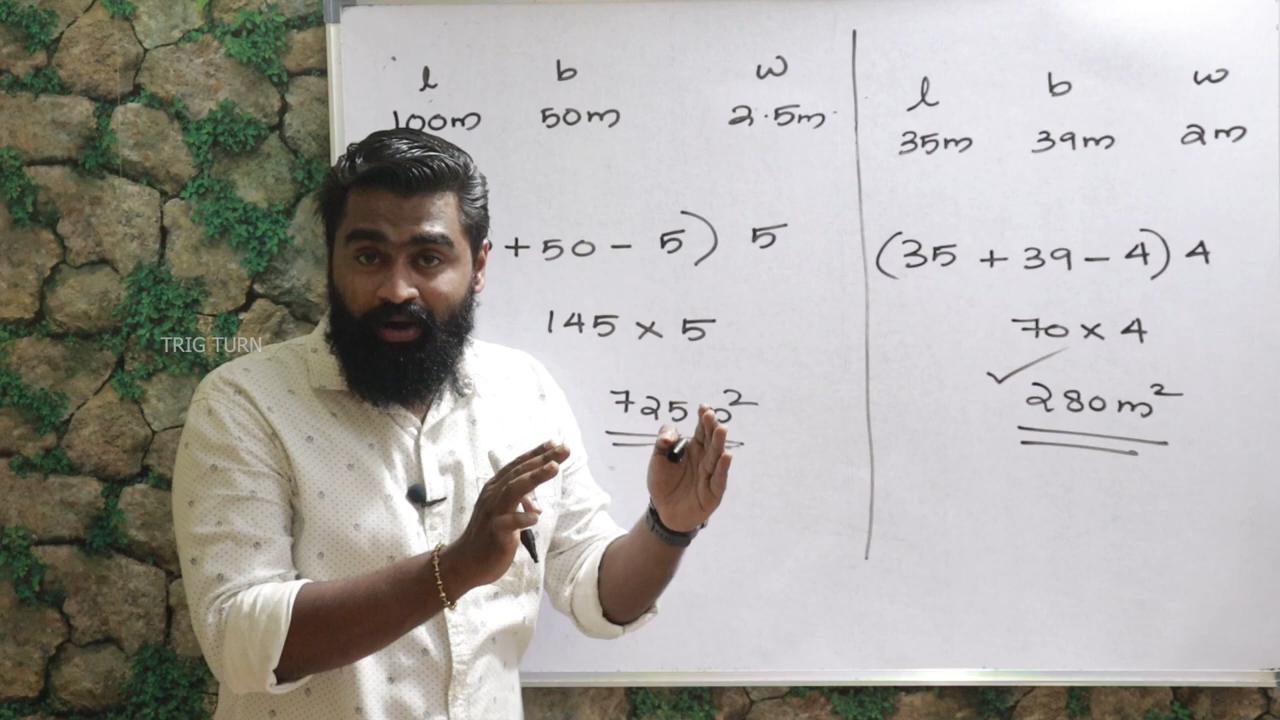 l b w
100m 50m 2.5m
+ 50 - 5) 5
145 x 5
725m²
l b w
35m 39m 2m
(35 + 39 - 4) 4
70 x 4
280m²
TRIG TURN